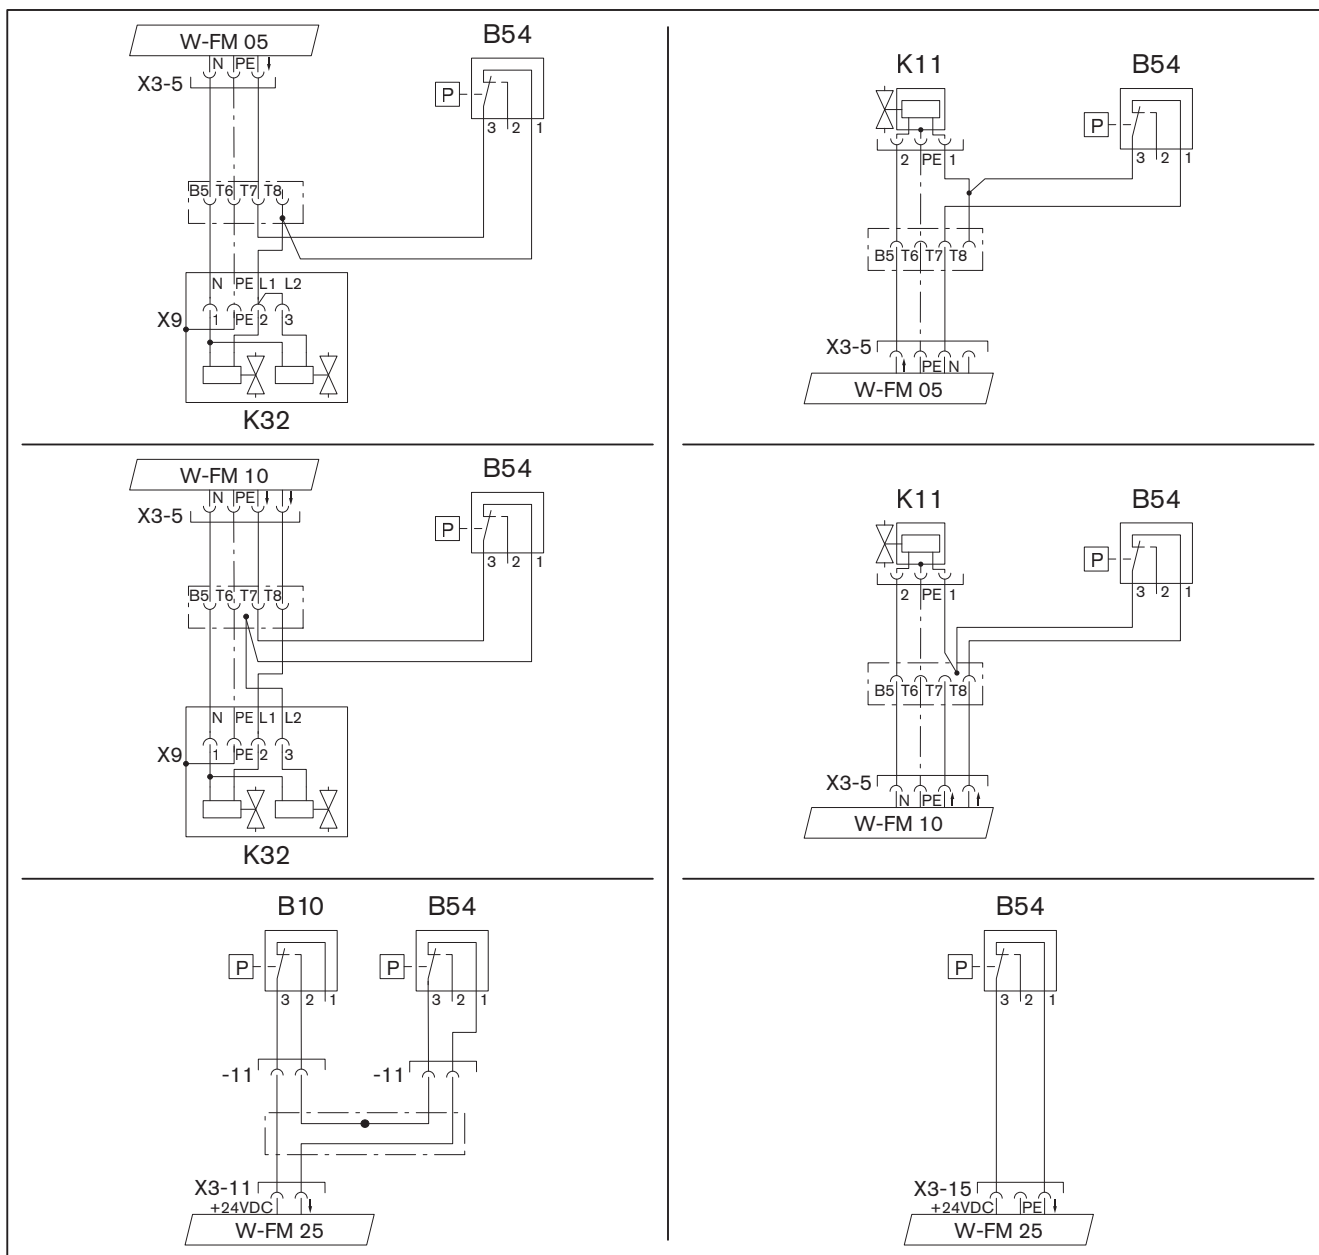 W-FM 05
N PE
X3-5
B54
P
3 2 1
B5 T6 T7 T8
N PE L1 L2
X9
1 PE 2 3
K32
K11
B54
P
2 PE 1
3 2 1
B5 T6 T7 T8
X3-5
PE N
W-FM 05
W-FM 10
N PE
X3-5
B54
P
3 2 1
B5 T6 T7 T8
N PE L1 L2
X9
1 PE 2 3
K32
K11
B54
P
2 PE 1
3 2 1
B5 T6 T7 T8
X3-5
N PE
W-FM 10
B10
B54
P
P
3 2 1
3 2 1
-11
-11
X3-11
+24VDC
W-FM 25
B54
P
3 2 1
X3-15
+24VDC PE
W-FM 25